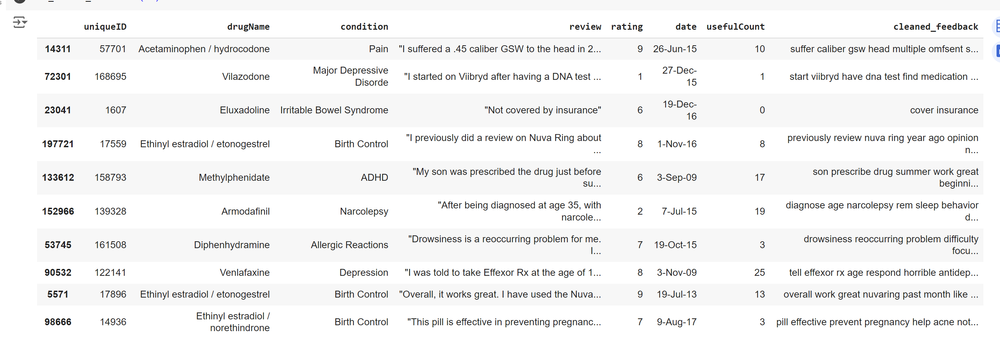 uniqueID drugName condition review rating date usefulCount cleaned_feedback
14311 57701 Acetaminophen / hydrocodone Pain "I suffered a .45 caliber GSW to the head in 2... 9 26-Jun-15 10 suffer caliber gsw head multiple omfsent s...
72301 168695 Vilazodone Major Depressive
Disorde "I started on Viibryd after having a DNA test ... 1 27-Dec-
15 1 start viibryd have dna test find medication ...
23041 1607 Eluxadoline Irritable Bowel Syndrome "Not covered by insurance" 6 19-Dec-
16 0 cover insurance
197721 17559 Ethinyl estradiol / etonogestrel Birth Control "I previously did a review on Nuva Ring about
... 8 1-Nov-16 8 previously review nuva ring year ago opinion
n...
133612 158793 Methylphenidate ADHD "My son was prescribed the drug just before
su... 6 3-Sep-09 17 son prescribe drug summer work great
beginni...
152966 139328 Armodafinil Narcolepsy "After being diagnosed at age 35, with
narcole... 2 7-Jul-15 19 diagnose age narcolepsy rem sleep behavior
d...
53745 161508 Diphenhydramine Allergic Reactions "Drowsiness is a reoccurring problem for me.
I... 7 19-Oct-15 3 drowsiness reoccurring problem difficulty
focu...
90532 122141 Venlafaxine Depression "I was told to take Effexor Rx at the age of 1... 8 3-Nov-09 25 tell effexor rx age respond horrible antidep...
5571 17896 Ethinyl estradiol / etonogestrel Birth Control "Overall, it works great. I have used the Nuva... 9 19-Jul-13 13 overall work great nuvaring past month like ...
98666 14936 Ethinyl estradiol /
norethindrone Birth Control "This pill is effective in preventing pregnanc... 7 9-Aug-17 3 pill effective prevent pregnancy help acne not...